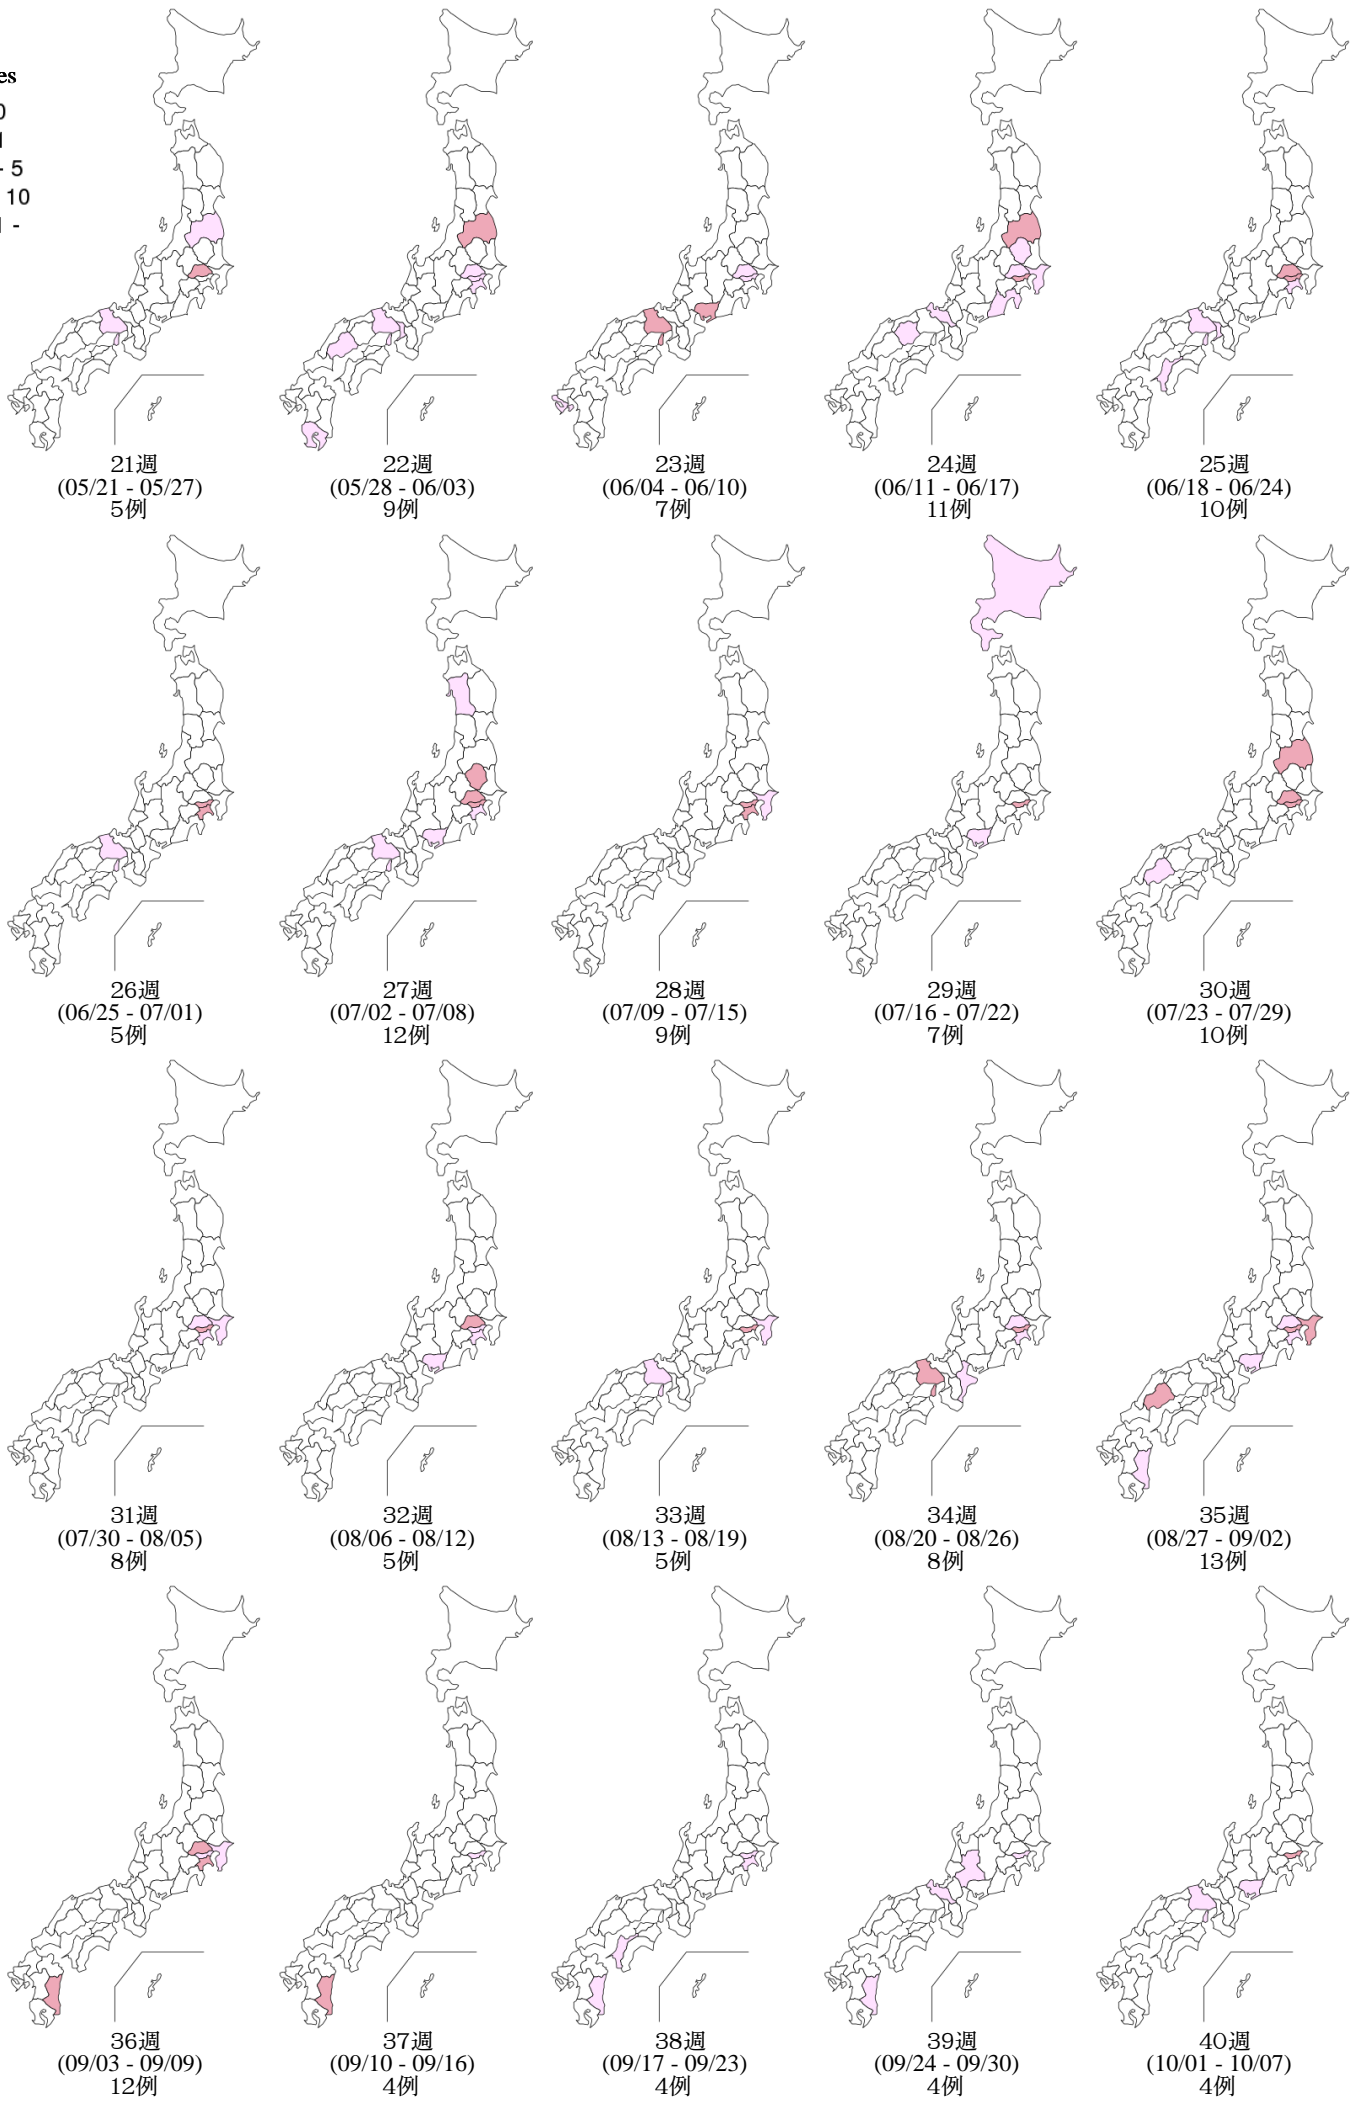 es
0
1
- 5
10
-
21週
(05/21 - 05/27)
5例
22週
(05/28 - 06/03)
9例
23週
(06/04 - 06/10)
7例
24週
(06/11 - 06/17)
11例
25週
(06/18 - 06/24)
10例
26週
(06/25 - 07/01)
5例
27週
(07/02 - 07/08)
12例
28週
(07/09 - 07/15)
9例
29週
(07/16 - 07/22)
7例
30週
(07/23 - 07/29)
10例
31週
(07/30 - 08/05)
8例
32週
(08/06 - 08/12)
5例
33週
(08/13 - 08/19)
5例
34週
(08/20 - 08/26)
8例
35週
(08/27 - 09/02)
13例
36週
(09/03 - 09/09)
12例
37週
(09/10 - 09/16)
4例
38週
(09/17 - 09/23)
4例
39週
(09/24 - 09/30)
4例
40週
(10/01 - 10/07)
4例